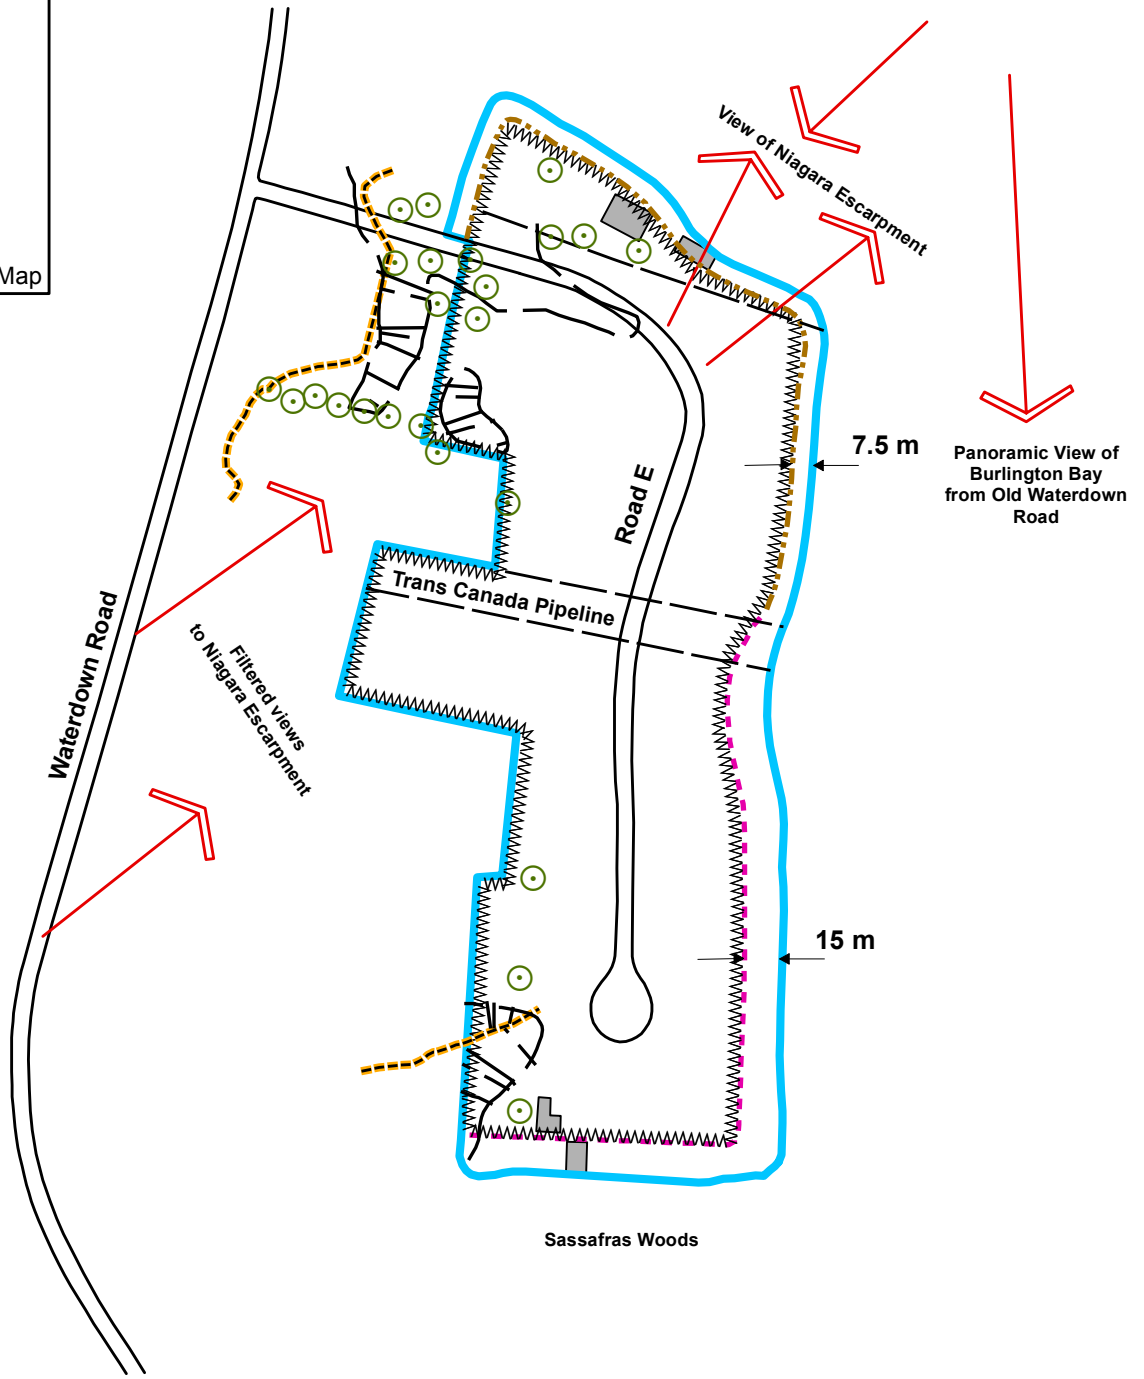 Map
View of Niagara Escarpment
7.5 m
Panoramic View of
Burlington Bay
from Old Waterdown
Road
Road E
Trans Canada Pipeline
Waterdown Road
Filtered views
to Niagara Escarpment
15 m
Sassafras Woods